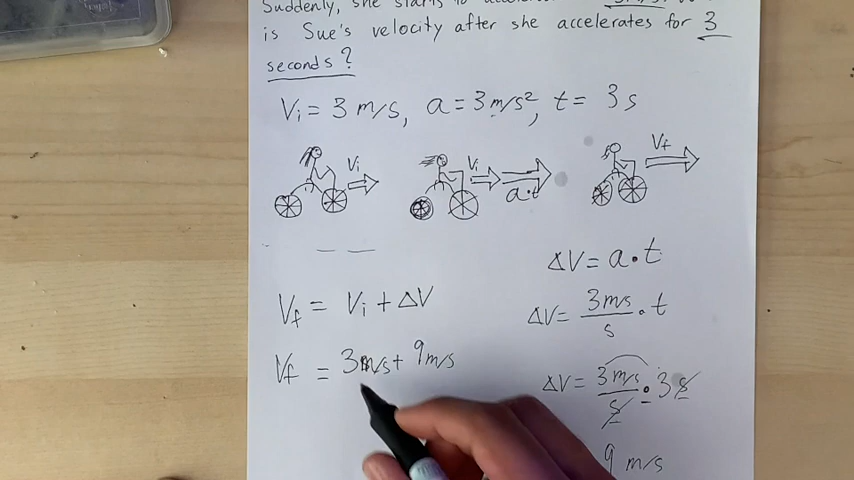 Suddenly, she starts to
is Sue's velocity after she accelerates for 3
seconds?
Vi = 3 m/s, a = 3 m/s², t = 3 s
Vi
Vi
a·t
Vf
ΔV = a·t
Vf = Vi + ΔV
ΔV = 3m/s / s · t
Vf = 3m/s + 9m/s
ΔV = 3m/s / s · 3 s
9 m/s